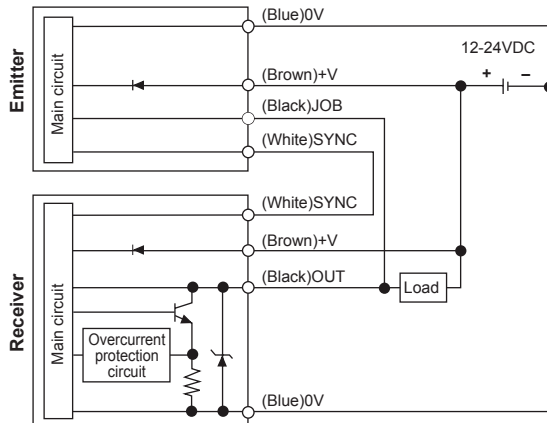 (Blue)0V
12-24VDC
+ −
Emitter
Main circuit
(Brown)+V
(Black)JOB
(White)SYNC
(White)SYNC
(Brown)+V
(Black)OUT
Load
Receiver
Main circuit
Overcurrent
protection
circuit
(Blue)0V